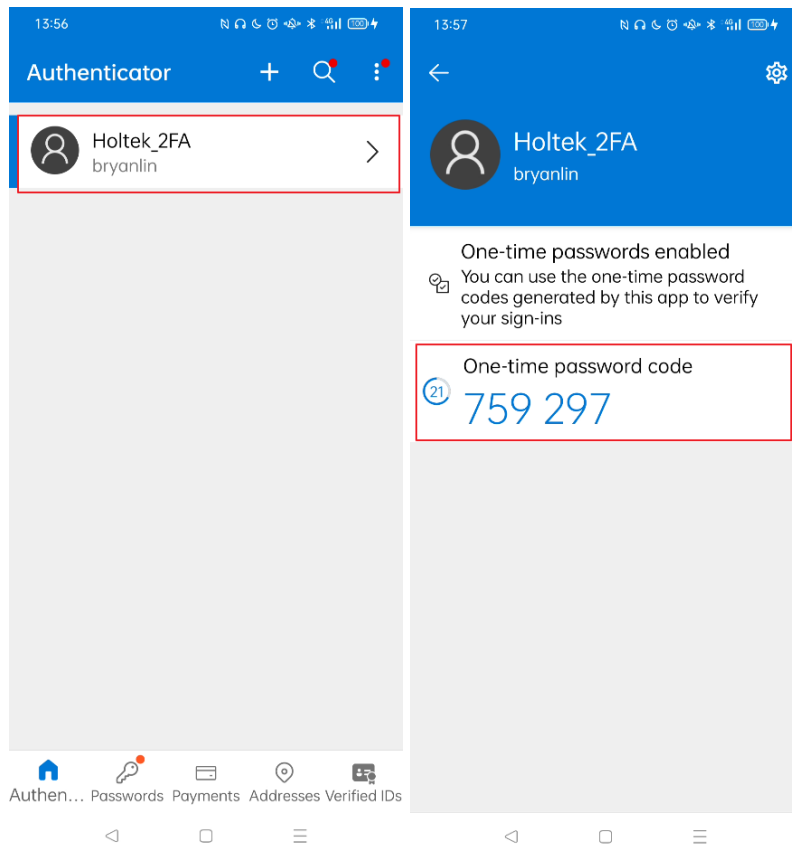 13:56
100
Authenticator
Holtek_2FA
bryanlin
Authen...
Passwords
Payments
Addresses
Verified IDs
13:57
100
Holtek_2FA
bryanlin
One-time passwords enabled
You can use the one-time password
codes generated by this app to verify
your sign-ins
One-time password code
21
759 297